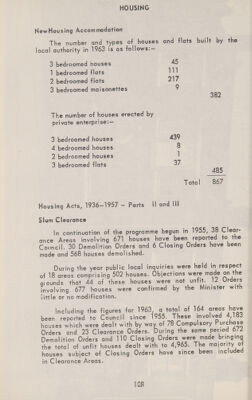 HOUSING
New Housing Accommodation
The number and types of houses and flats built by the
local authority in 1963 is as follows:—
3 bedroomed houses 45
1 bedroomed flats 111
2 bedroomed flats 217
3 bedroomed maisonettes 9
382
The number of houses erected by
private enterprise:—
3 bedroomed houses 439
4 bedroomed houses 8
2 bedroomed houses 1
3 bedroomed flats 37
485
Total 867
Housing Acts, 1936-1957 - Parts II and III
Slum Clearance
In continuation of the programme begun in 1955, 38 Clear-
ance Areas involving 671 houses have been reported to the
Council. 30 Demolition Orders and 6 Closing Orders have been
made and 568 houses demolished.
During the year public local inquiries were held in respect
of 18 areas comprising 502 houses. Objections were made on the
grounds that 44 of these houses were not unfit. 12 Orders
involving 677 houses were confirmed by the Minister with
little or no modification.
Including the figures for 1963, a total of 164 areas have
been reported to Council since 1955. These involved 4,183
houses which were dealt with by way of 78 Compulsory Purchase
Orders and 23 Clearance Orders. During the same period 672
Demolition Orders and 110 Closing Orders were made bringing
the total of unfit houses dealt with to 4,965. The majority of
houses subject of Closing Orders have since been included
in Clearance Areas.
108